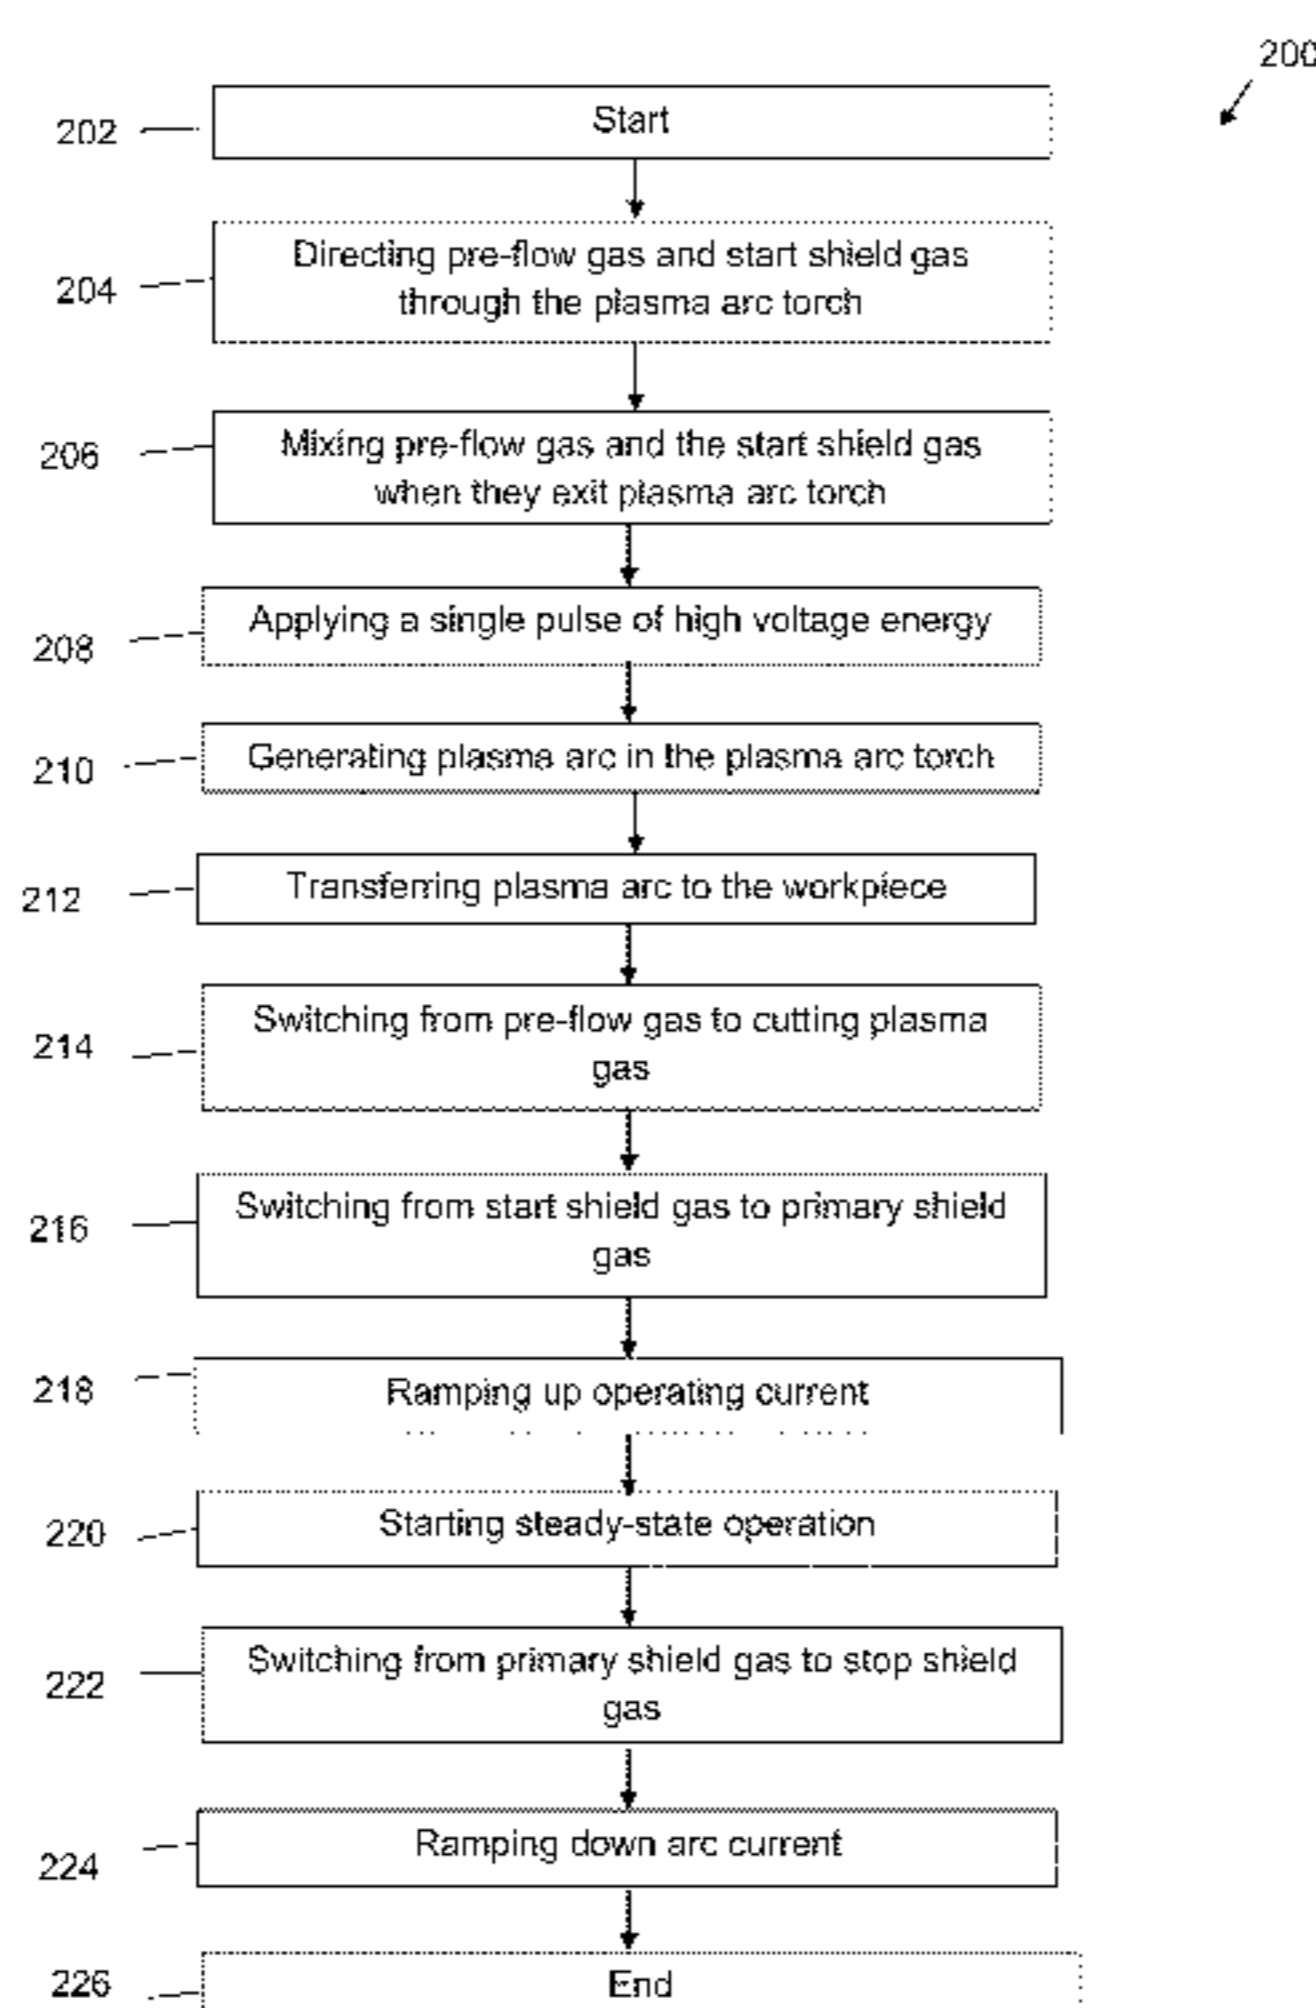 200
202
Start
204
Directing pre-flow gas and start shield gas
through the plasma arc torch
206
Mixing pre-flow gas and the start shield gas
when they exit plasma arc torch
208
Applying a single pulse of high voltage energy
210
Generating plasma arc in the plasma arc torch
212
Transferring plasma arc to the workpiece
214
Switching from pre-flow gas to cutting plasma
gas
216
Switching from start shield gas to primary shield
gas
218
Ramping up operating current
220
Starting steady-state operation
222
Switching from primary shield gas to stop shield
gas
224
Ramping down arc current
226
End